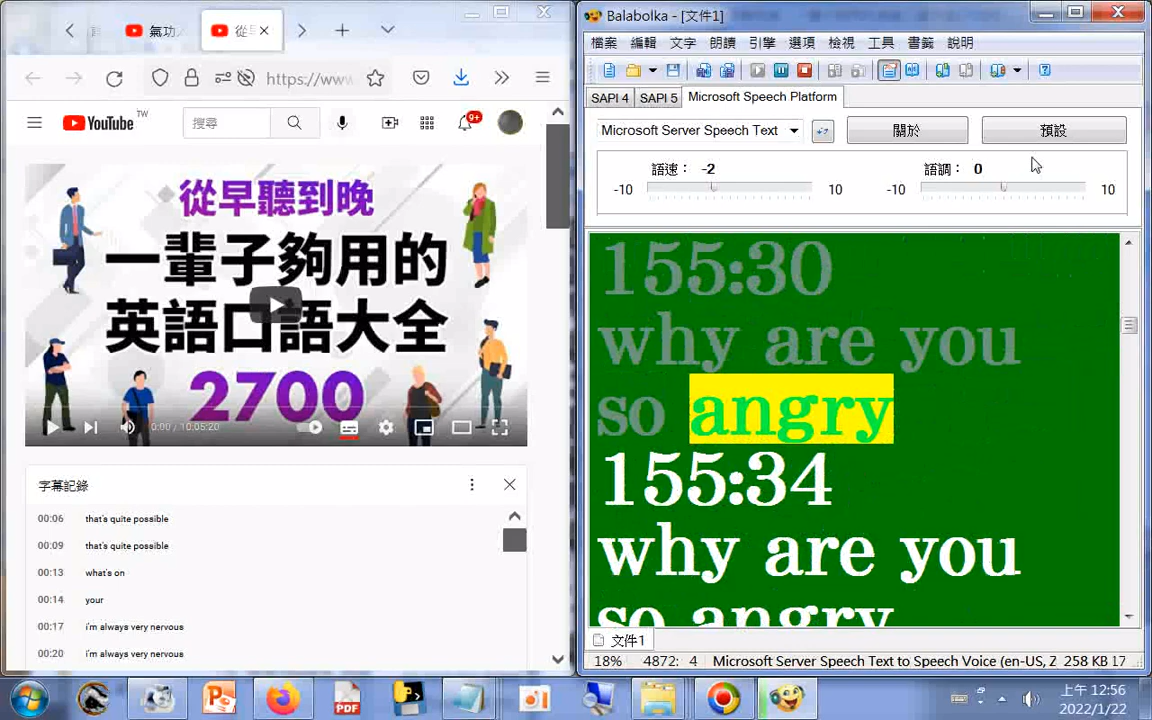 氣功
從
https://www
YouTube TW
搜尋
9+
從早聽到晚
一輩子夠用的
英語口語大全
2700
0:00 / 10:05:20
字幕記錄
00:06 that's quite possible
00:09 that's quite possible
00:13 what's on
00:14 your
00:17 i'm always very nervous
00:20 i'm always very nervous
Balabolka - [文件1]
檔案 編輯 文字 朗讀 引擎 選項 檢視 工具 書籤 說明
SAPI 4 SAPI 5 Microsoft Speech Platform
Microsoft Server Speech Text 關於 預設
語速： -2 語調： 0
-10 10 -10 10
155:30
why are you
so angry
155:34
why are you
so angry
文件1
18% 4872: 4 Microsoft Server Speech Text to Speech Voice (en-US, Z 258 KB 17
PDF
上午 12:56
2022/1/22